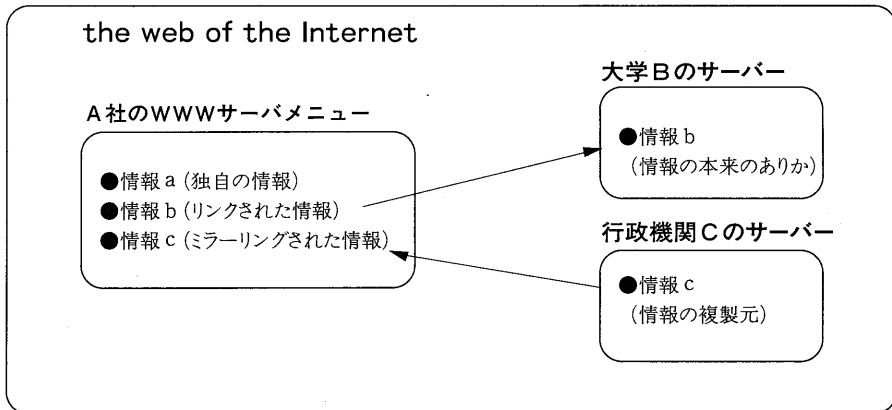 the web of the Internet
A社のWWWサーバメニュー
●情報a(独自の情報)
●情報b(リンクされた情報)
●情報c(ミラーリングされた情報)
大学Bのサーバー
●情報b
(情報の本来のありか)
行政機関Cのサーバー
●情報c
(情報の複製元)